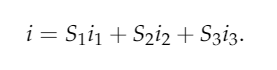 i = S₁i₁ + S₂i₂ + S₃i₃.